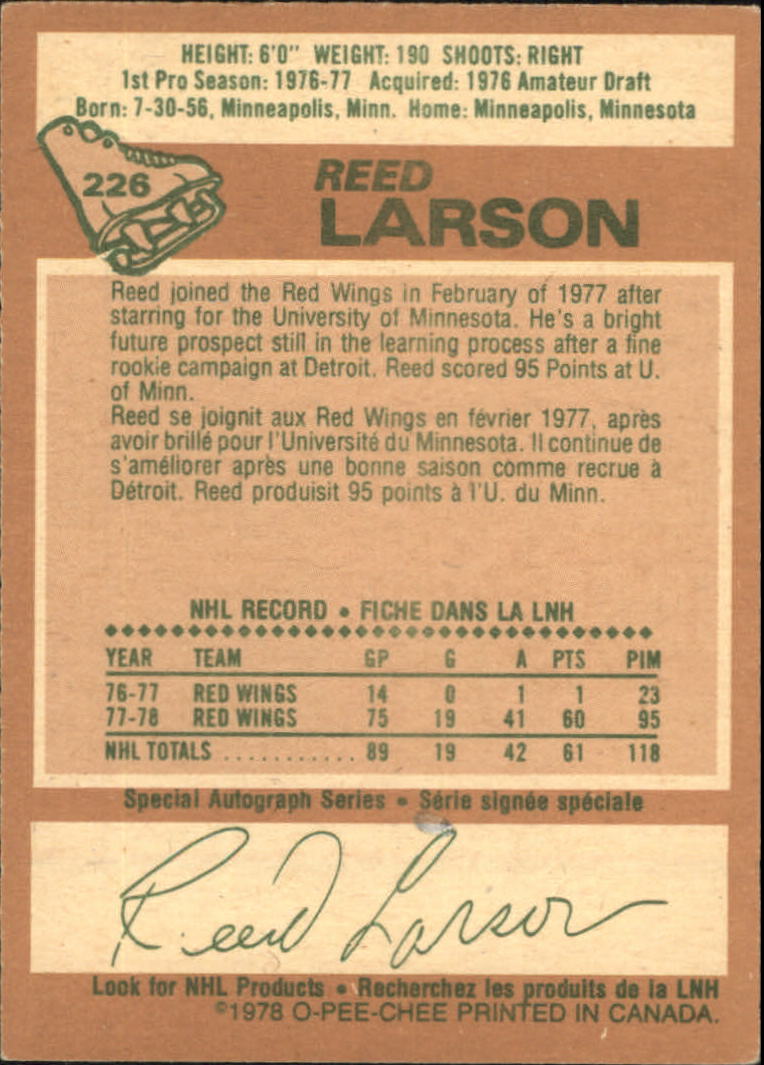 HEIGHT: 6'0" WEIGHT: 190 SHOOTS: RIGHT
1st Pro Season: 1976-77 Acquired: 1976 Amateur Draft
Born: 7-30-56, Minneapolis, Minn. Home: Minneapolis, Minnesota
226
REED
LARSON
Reed joined the Red Wings in February of 1977 after
starring for the University of Minnesota. He's a bright
future prospect still in the learning process after a fine
rookie campaign at Detroit. Reed scored 95 Points at U.
of Minn.
Reed se joignit aux Red Wings en février 1977, après
avoir brillé pour l'Université du Minnesota. Il continue de
s'améliorer après une bonne saison comme recrue à
Détroit. Reed produisit 95 points à l'U. du Minn.
NHL RECORD • FICHE DANS LA LNH
YEAR TEAM GP G A PTS PIM
76-77 RED WINGS 14 0 1 1 23
77-78 RED WINGS 75 19 41 60 95
NHL TOTALS ........... 89 19 42 61 118
Special Autograph Series • Série signée spéciale
Reed Larson
Look for NHL Products • Recherchez les produits de la LNH
©1978 O-PEE-CHEE PRINTED IN CANADA.